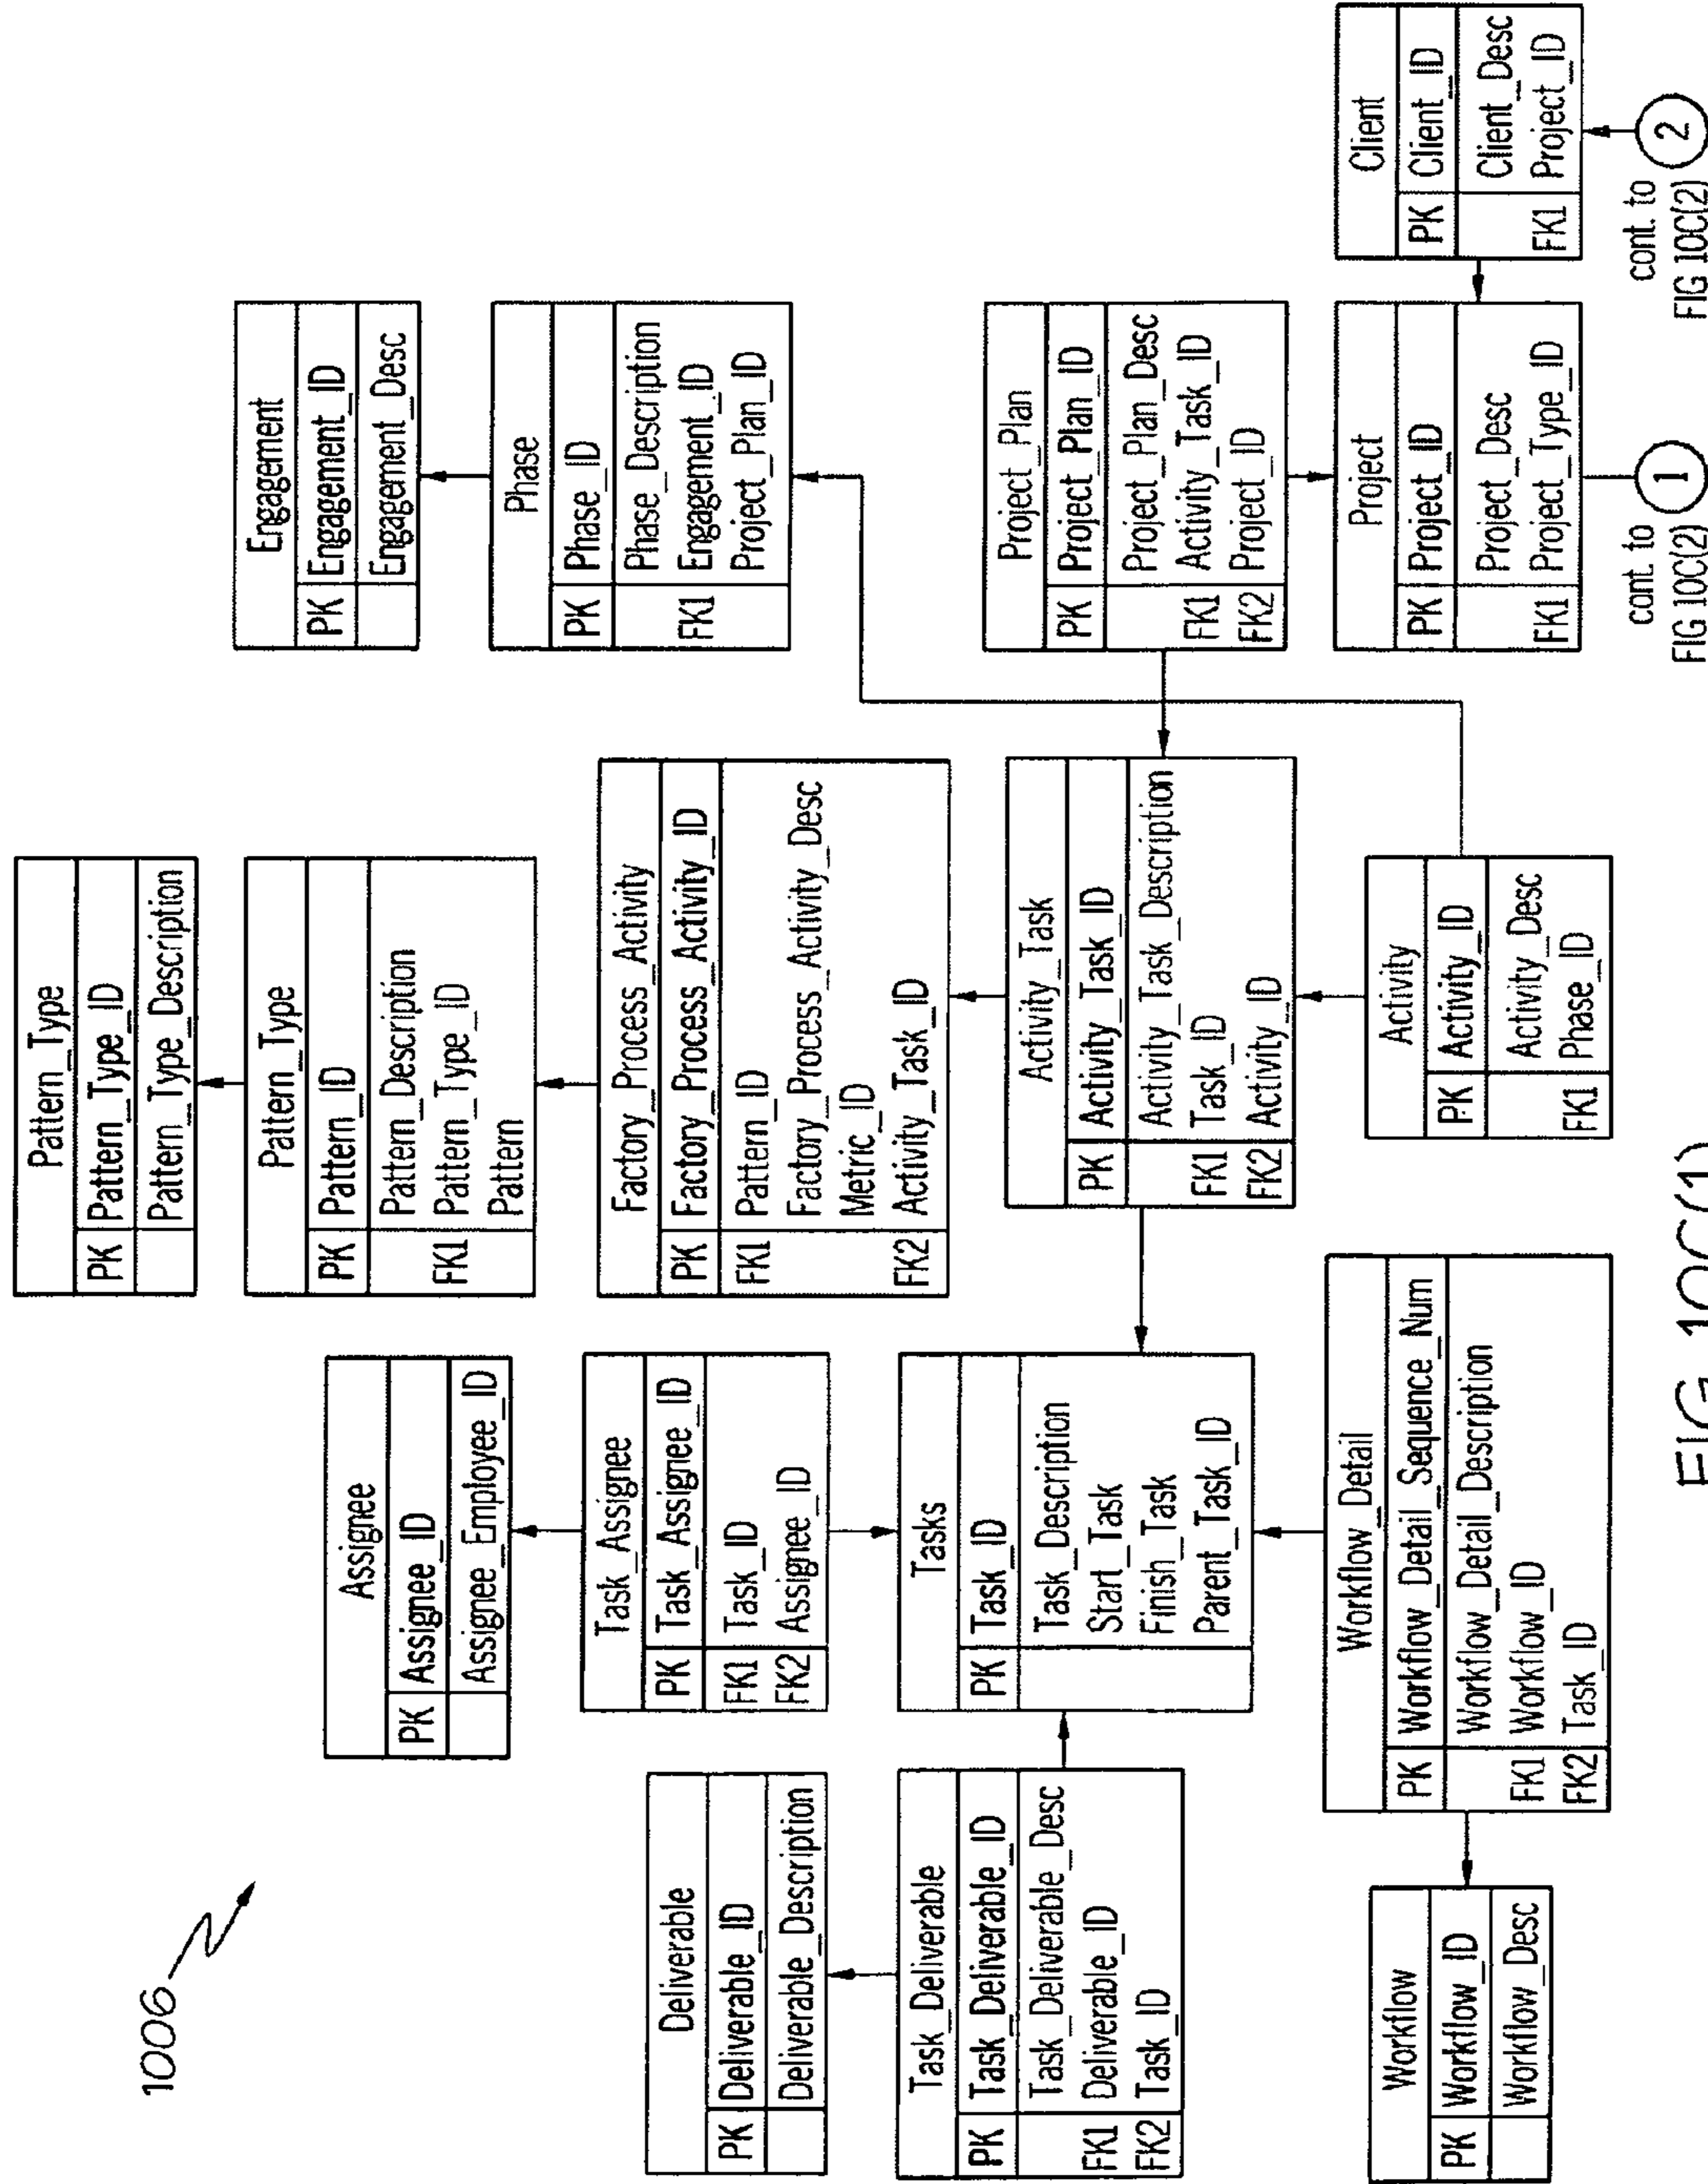 1006
Pattern_Type
PK Pattern_Type_ID
Pattern_Type_Description
Pattern_Type
PK Pattern_ID
Pattern_Description
FK1 Pattern_Type_ID
Pattern
Factory_Process_Activity
PK Factory_Process_Activity_ID
FK1 Pattern_ID
Factory_Process_Activity_Desc
Metric_ID
FK2 Activity_Task_ID
Engagement
PK Engagement_ID
Engagement_Desc
Phase
PK Phase_ID
Phase_Description
FK1 Engagement_ID
Project_Plan_ID
Assignee
PK Assignee_ID
Assignee_Employee_ID
Task_Assignee
PK Task_Assignee_ID
FK1 Task_ID
FK2 Assignee_ID
Deliverable
PK Deliverable_ID
Deliverable_Description
Task_Deliverable
PK Task_Deliverable_ID
Task_Deliverable_Desc
FK1 Deliverable_ID
FK2 Task_ID
Tasks
PK Task_ID
Task_Description
Start_Task
Finish_Task
Parent_Task_ID
Activity_Task
PK Activity_Task_ID
Activity_Task_Description
FK1 Task_ID
FK2 Activity_ID
Project_Plan
PK Project_Plan_ID
Project_Plan_Desc
FK1 Activity_Task_ID
FK2 Project_ID
Workflow
PK Workflow_ID
Workflow_Desc
Workflow_Detail
PK Workflow_Detail_Sequence_Num
Workflow_Detail_Description
FK1 Workflow_ID
FK2 Task_ID
Activity
PK Activity_ID
Activity_Desc
FK1 Phase_ID
Project
PK Project_ID
Project_Desc
FK1 Project_Type_ID
Client
PK Client_ID
Client_Desc
FK1 Project_ID
cont. to
FIG 10C(2)
1
cont. to
FIG 10C(2)
2
FIG. 10C(1)